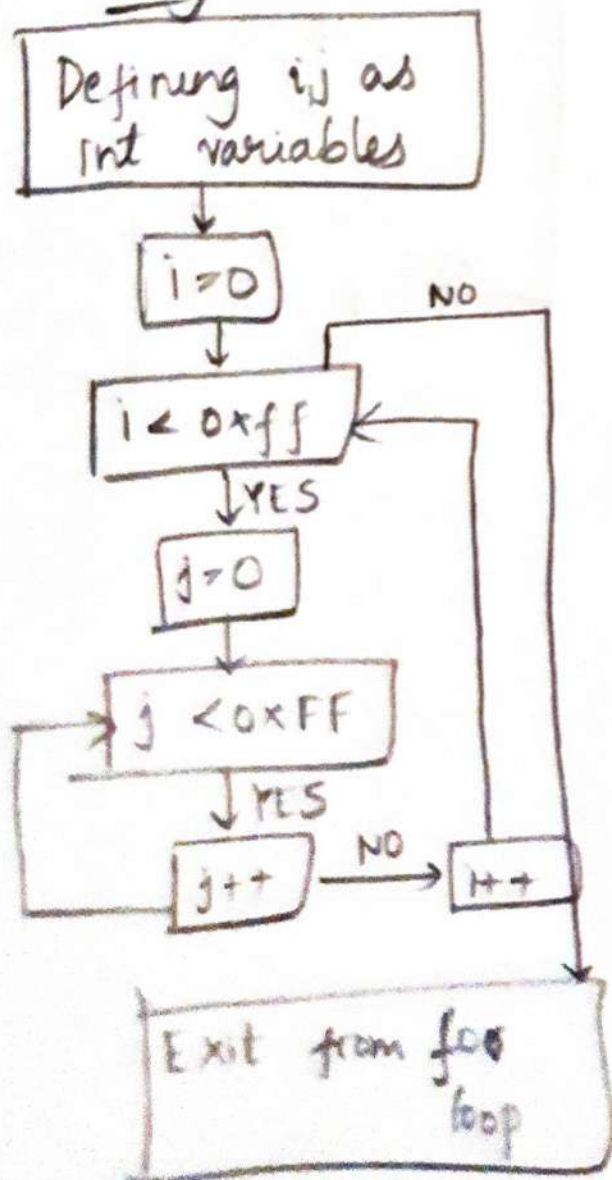 Defining i,j as
int variables
i=0
NO
i < 0xff
YES
j=0
j < 0xFF
YES
j++
NO
i++
Exit from for
loop